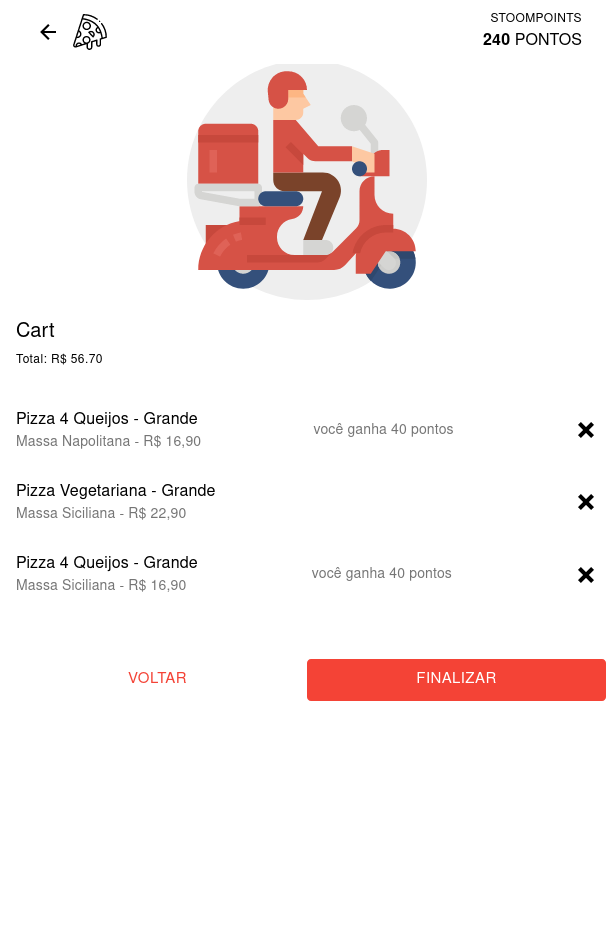 STOOMPOINTS
240 PONTOS
Cart
Total: R$ 56.70
Pizza 4 Queijos - Grande
Massa Napolitana - R$ 16,90
você ganha 40 pontos
Pizza Vegetariana - Grande
Massa Siciliana - R$ 22,90
Pizza 4 Queijos - Grande
Massa Siciliana - R$ 16,90
você ganha 40 pontos
VOLTAR
FINALIZAR